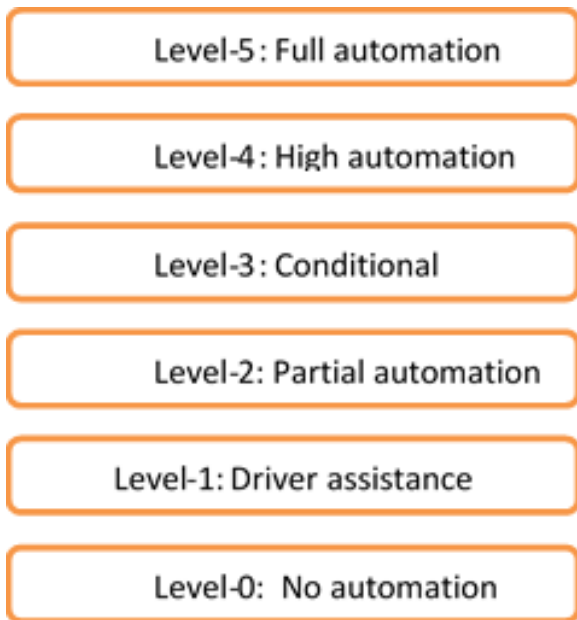 Level-5: Full automation
Level-4: High automation
Level-3: Conditional
Level-2: Partial automation
Level-1: Driver assistance
Level-0: No automation